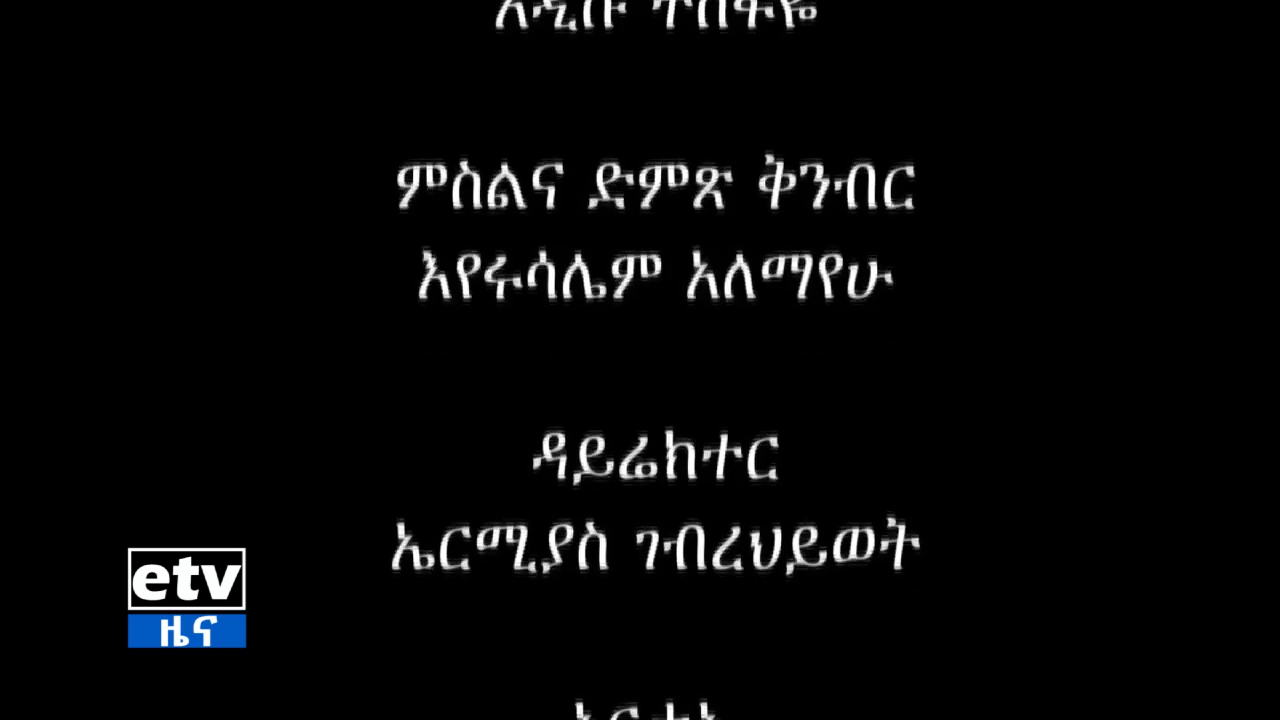 ምስልና ድምጽ ቅንብር
እየሩሳሌም አለማየሁ
ዳይሬክተር
ኤርሚያስ ገብረህይወት
etv
ዜና